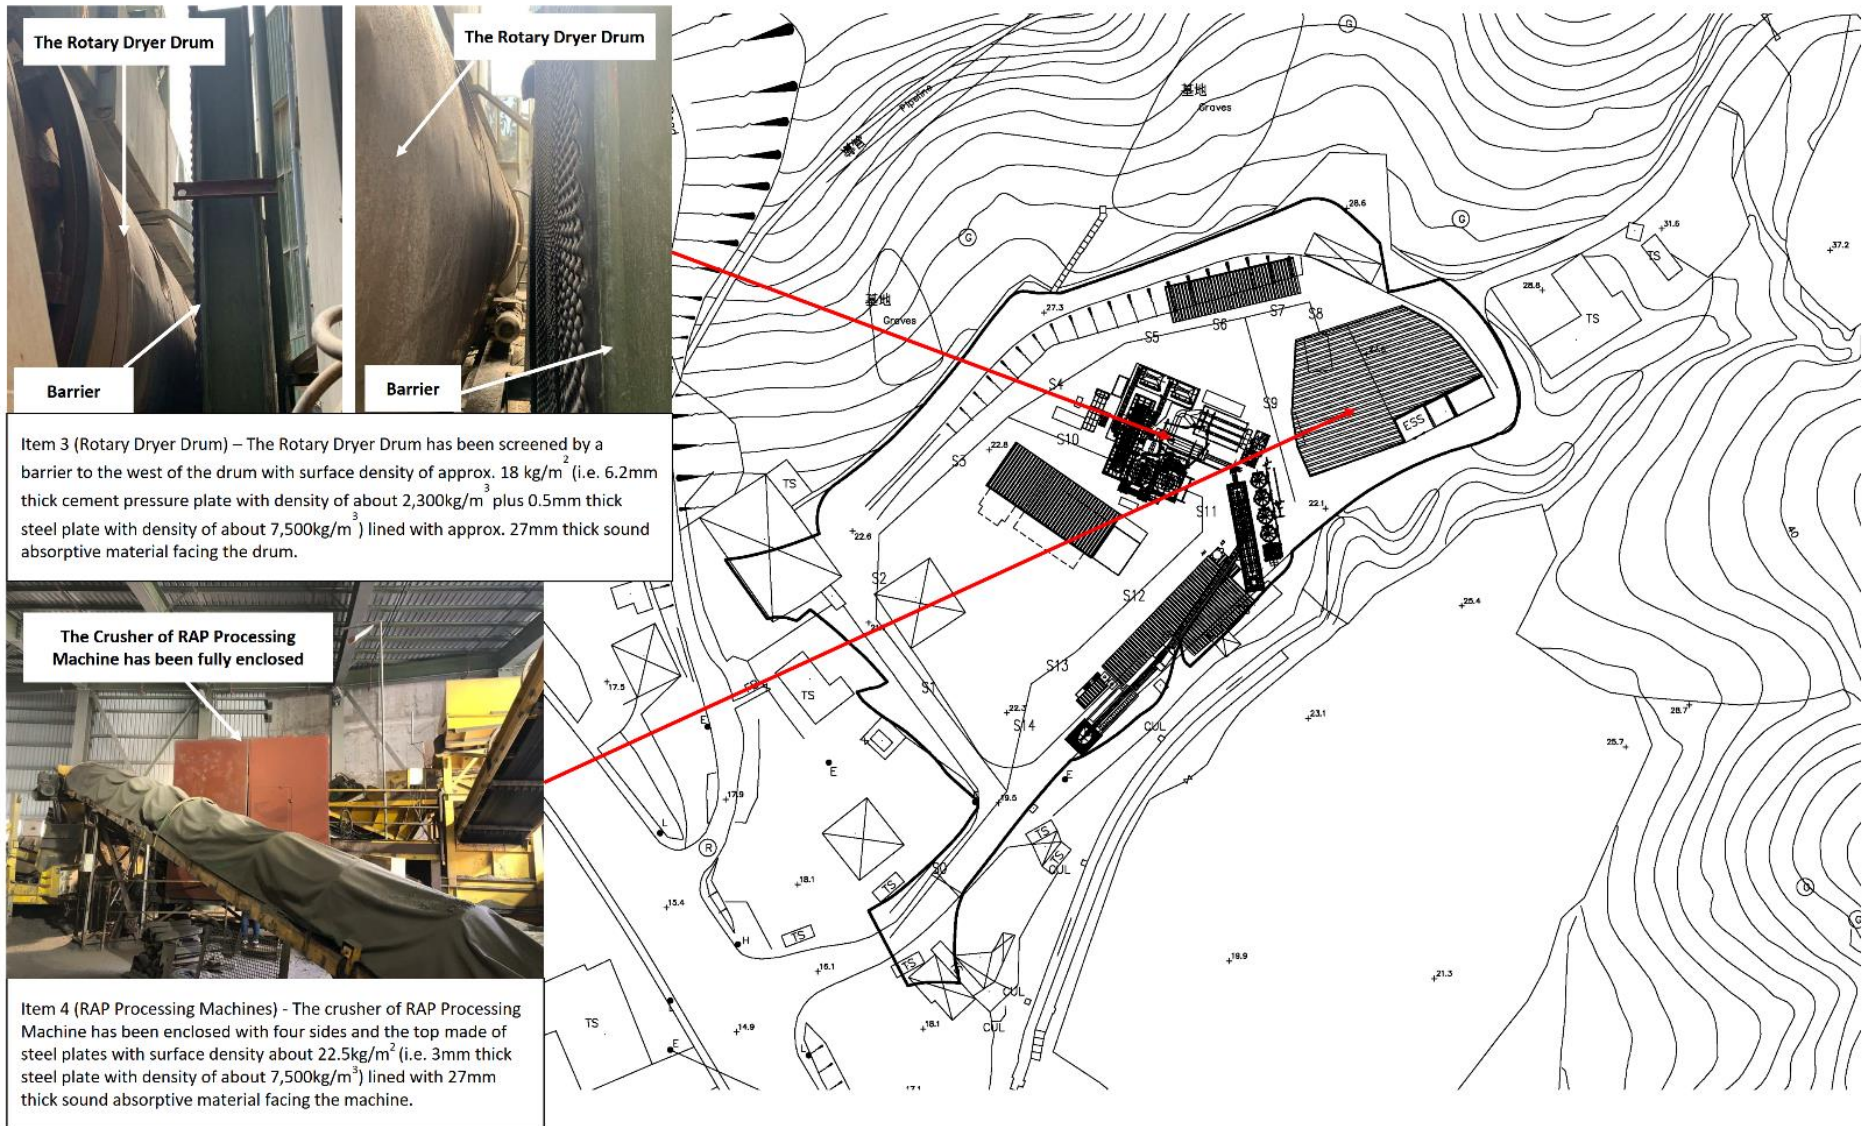 The Rotary Dryer Drum
The Rotary Dryer Drum
Barrier
Barrier
Item 3 (Rotary Dryer Drum) – The Rotary Dryer Drum has been screened by a
barrier to the west of the drum with surface density of approx. 18 kg/m² (i.e. 6.2mm
thick cement pressure plate with density of about 2,300kg/m³ plus 0.5mm thick
steel plate with density of about 7,500kg/m³) lined with approx. 27mm thick sound
absorptive material facing the drum.
The Crusher of RAP Processing
Machine has been fully enclosed
Item 4 (RAP Processing Machines) - The crusher of RAP Processing
Machine has been enclosed with four sides and the top made of
steel plates with surface density about 22.5kg/m² (i.e. 3mm thick
steel plate with density of about 7,500kg/m³) lined with 27mm
thick sound absorptive material facing the machine.
G
Pipeline
墓地
Graves
28.6
G
G
31.6
TS
37.2
墓地
Graves
27.3
28.8
TS
S8
S7
S6
S5
S4
S9
ESS
S10
22.8
S3
TS
S11
22.1
22.6
40
S2
S12
25.4
S13
17.5
TS
S1
22.3
S14
23.1
28.7
25.7
CUL
E
E
E
17.9
19.5
L
R
TS
TS
CUL
S0
18.1
TS
15.4
H
TS
16.1
TS
19.9
21.3
CUL
TS
14.9
18.1
CUL
E
L
17.1
G
G